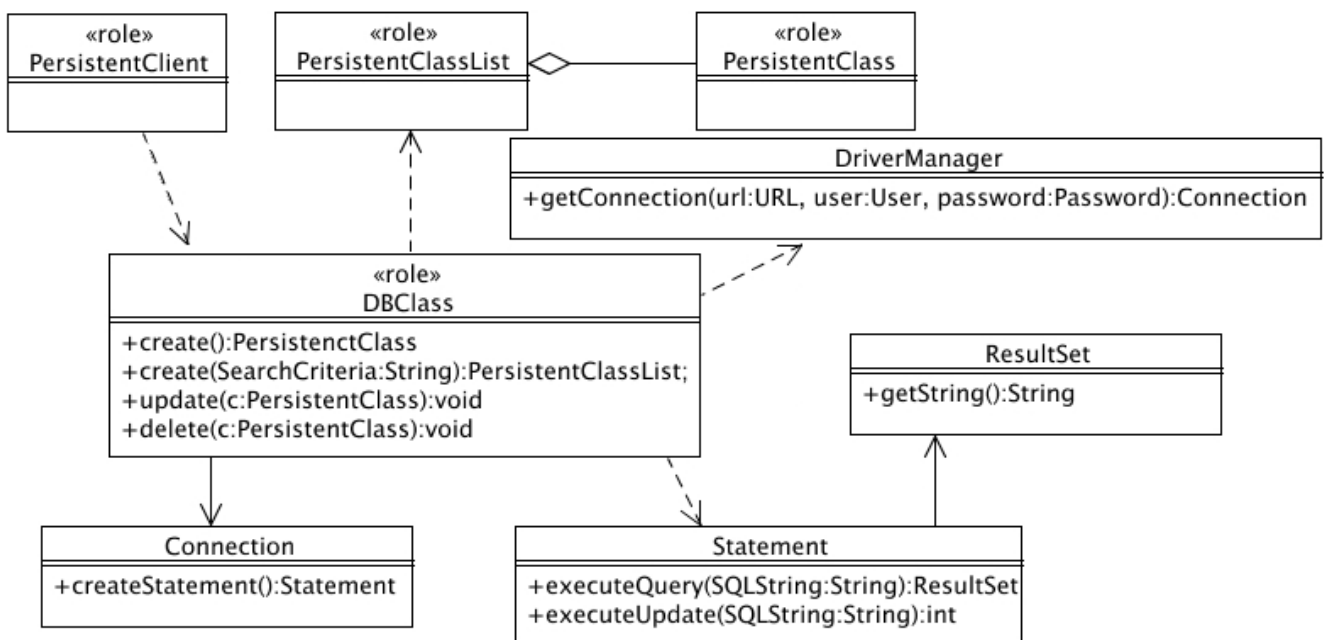 «role»
PersistentClient
«role»
PersistentClassList
«role»
PersistentClass
DriverManager
+getConnection(url:URL, user:User, password:Password):Connection
«role»
DBClass
+create():PersistenctClass
+create(SearchCriteria:String):PersistentClassList;
+update(c:PersistentClass):void
+delete(c:PersistentClass):void
ResultSet
+getString():String
Connection
+createStatement():Statement
Statement
+executeQuery(SQLString:String):ResultSet
+executeUpdate(SQLString:String):int